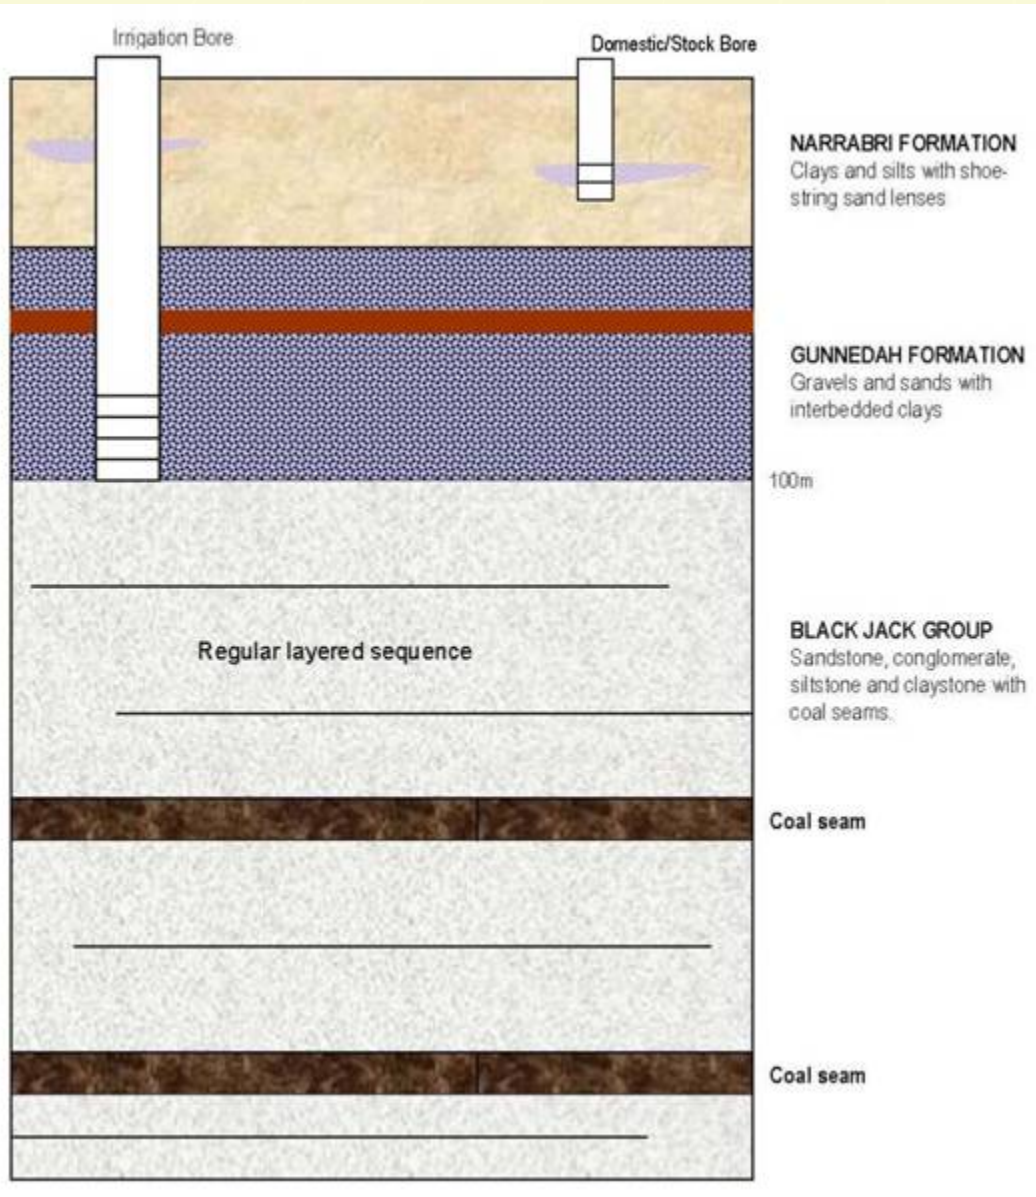 Irrigation Bore
Domestic/Stock Bore
NARRABRI FORMATION
Clays and silts with shoe-
string sand lenses
GUNNEDAH FORMATION
Gravels and sands with
interbedded clays
100m
Regular layered sequence
BLACK JACK GROUP
Sandstone, conglomerate,
siltstone and claystone with
coal seams.
Coal seam
Coal seam